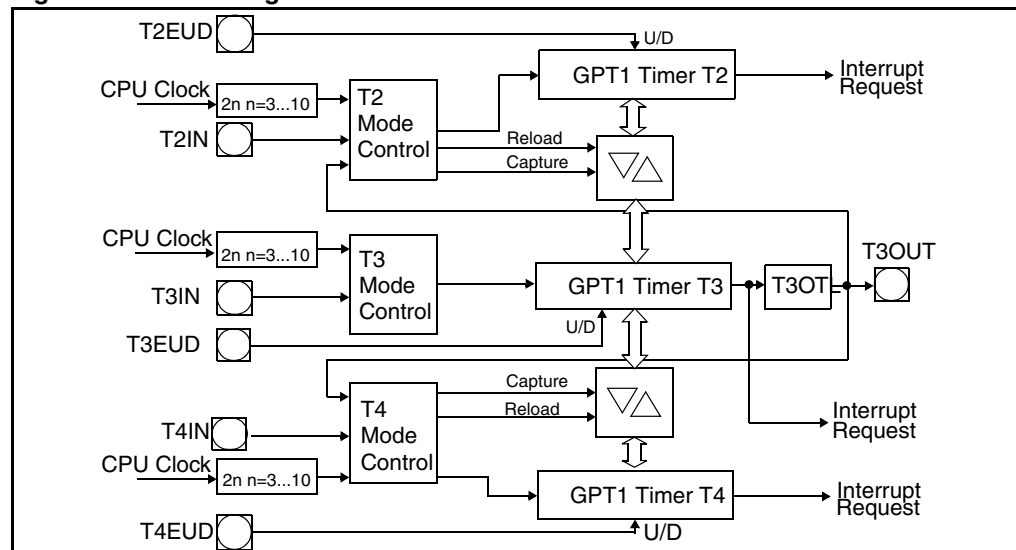 T2EUD
U/D
GPT1 Timer T2
Interrupt
Request
CPU Clock
2n n=3...10
T2
Mode
Control
T2IN
Reload
Capture
CPU Clock
2n n=3...10
T3
Mode
Control
T3OUT
T3IN
GPT1 Timer T3
T3OT
U/D
T3EUD
Capture
Reload
T4
Mode
Control
T4IN
Interrupt
Request
CPU Clock
2n n=3...10
GPT1 Timer T4
Interrupt
Request
T4EUD
U/D